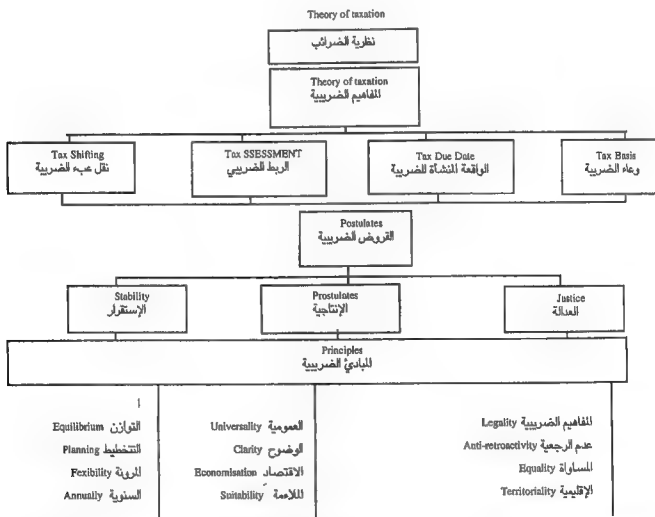 Theory of taxation
نظرية الضرائب
Theory of taxation
المفاهيم الضريبية
Tax Shifting
نقل عبء الضريبة
Tax SSESSMENT
الربط الضريبي
Tax Due Date
الواقعة المنشأة للضريبة
Tax Basis
وعاء الضريبة
Postulates
الفروض الضريبية
Stability
الإستقرار
Prostulates
الإنتاجية
Justice
العدالة
Principles
المبادئ الضريبية
أ
Equilibrium التوازن
Planning التتخطيط
Fexibility المرونة
Annually السنوية
Universality العمومية
Clarity الوضوح
Economisation الاقتصاد
Suitability الملاءمة
Legality المفاهيم الضريبية
Anti-retroactivity عدم الرجعية
Equality المساواة
Territoriality الإقليمية